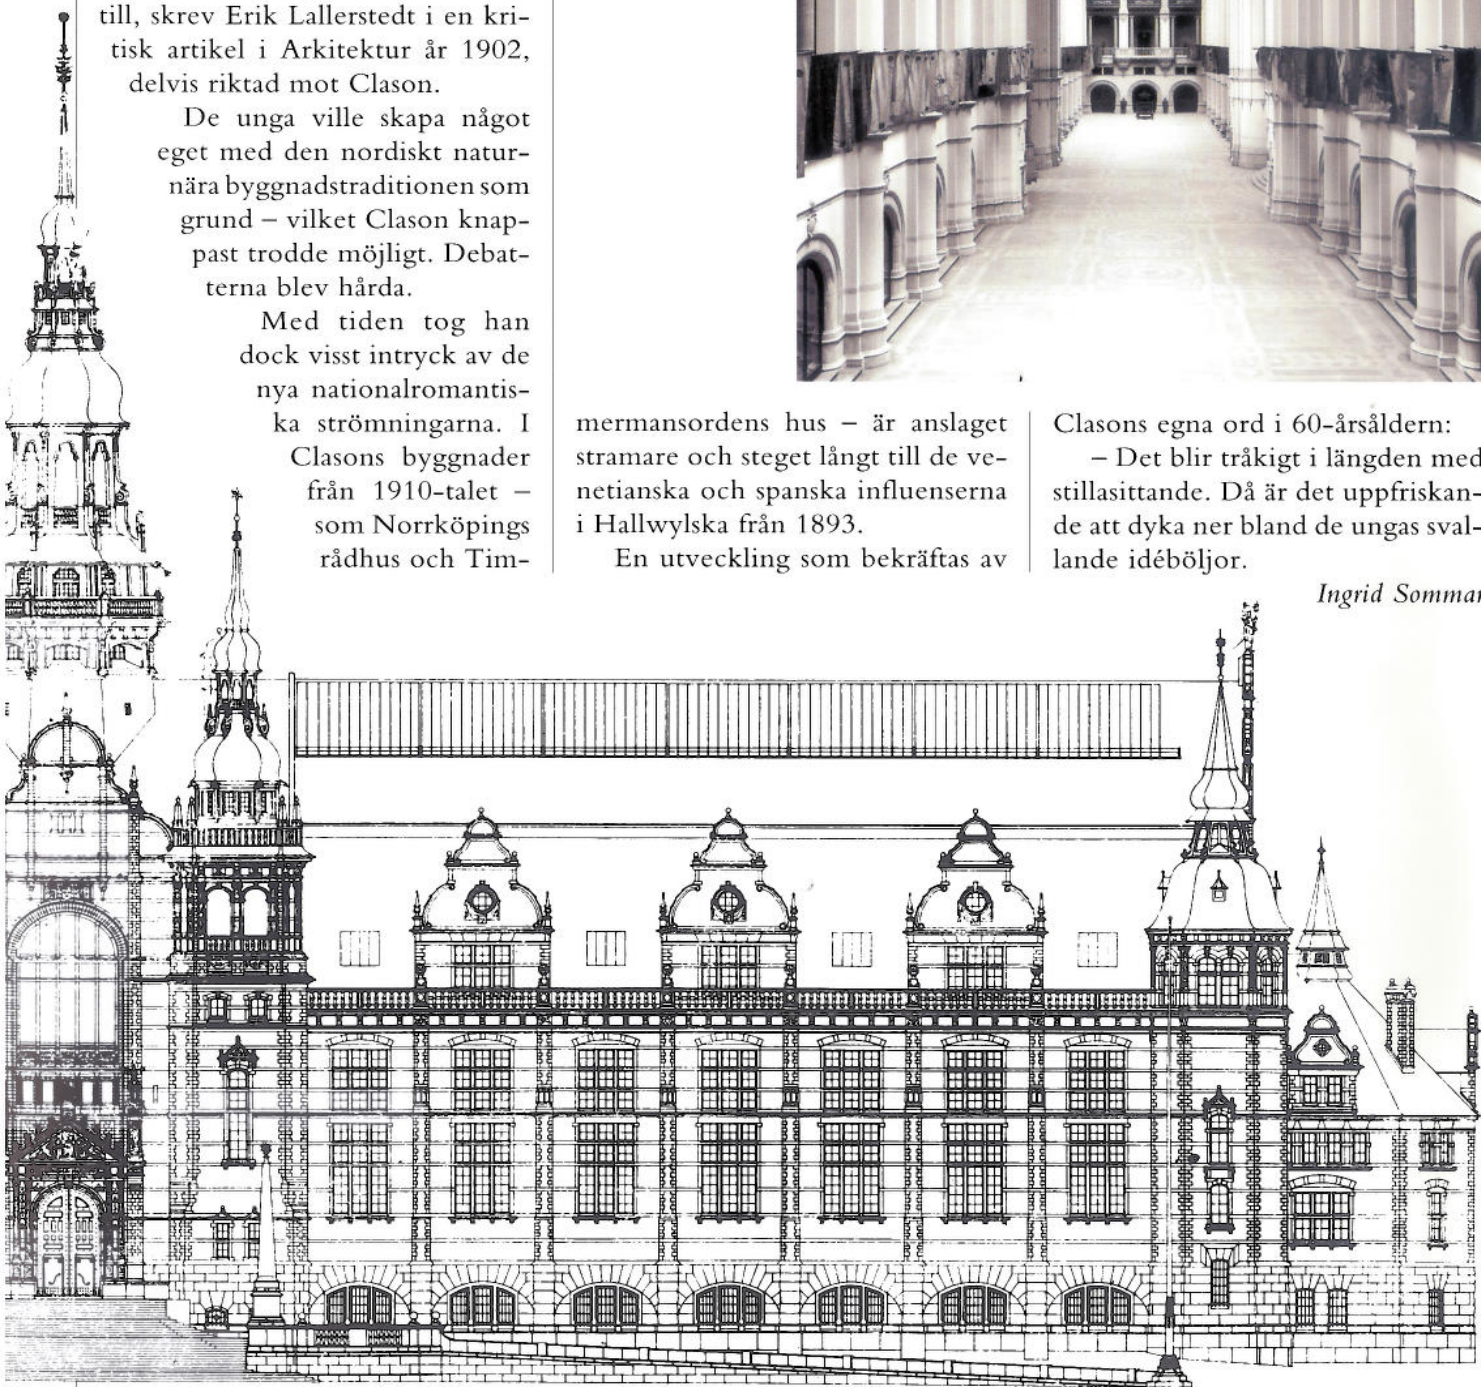 till, skrev Erik Lallerstedt i en kri-
tisk artikel i Arkitektur år 1902,
delvis riktad mot Clason.
De unga ville skapa något
eget med den nordiskt natur-
nära byggnadstraditionen som
grund – vilket Clason knap-
past trodde möjligt. Debat-
terna blev hårda.
Med tiden tog han
dock visst intryck av de
nya nationalromantis-
ka strömningarna. I
Clasons byggnader
från 1910-talet –
som Norrköpings
rådhus och Tim-
mermansordens hus – är anslaget
stramare och steget långt till de ve-
netianska och spanska influenserna
i Hallwylska från 1893.
En utveckling som bekräftas av
Clasons egna ord i 60-årsåldern:
– Det blir tråkigt i längden med
stillasittande. Då är det uppfriskan-
de att dyka ner bland de ungas sval-
lande idéböljor.
Ingrid Sommar